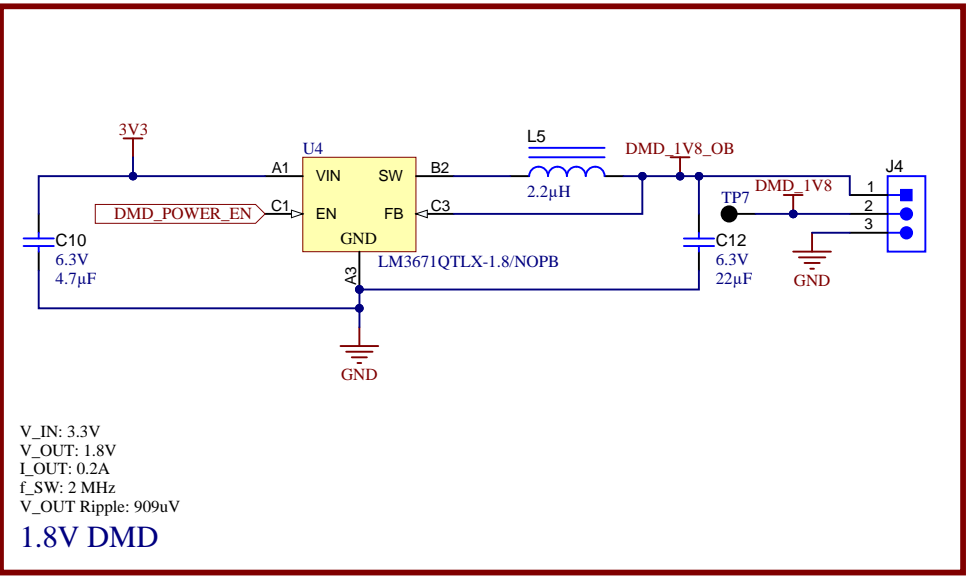 3V3
U4
L5
DMD_1V8_OB
J4
A1
VIN
SW
B2
2.2µH
TP7
DMD_1V8
1
DMD_POWER_EN
C1
EN
FB
C3
2
3
C10
6.3V
4.7µF
GND
A3
LM3671QTLX-1.8/NOPB
C12
6.3V
22µF
GND
GND
V_IN: 3.3V
V_OUT: 1.8V
I_OUT: 0.2A
f_SW: 2 MHz
V_OUT Ripple: 909uV
1.8V DMD